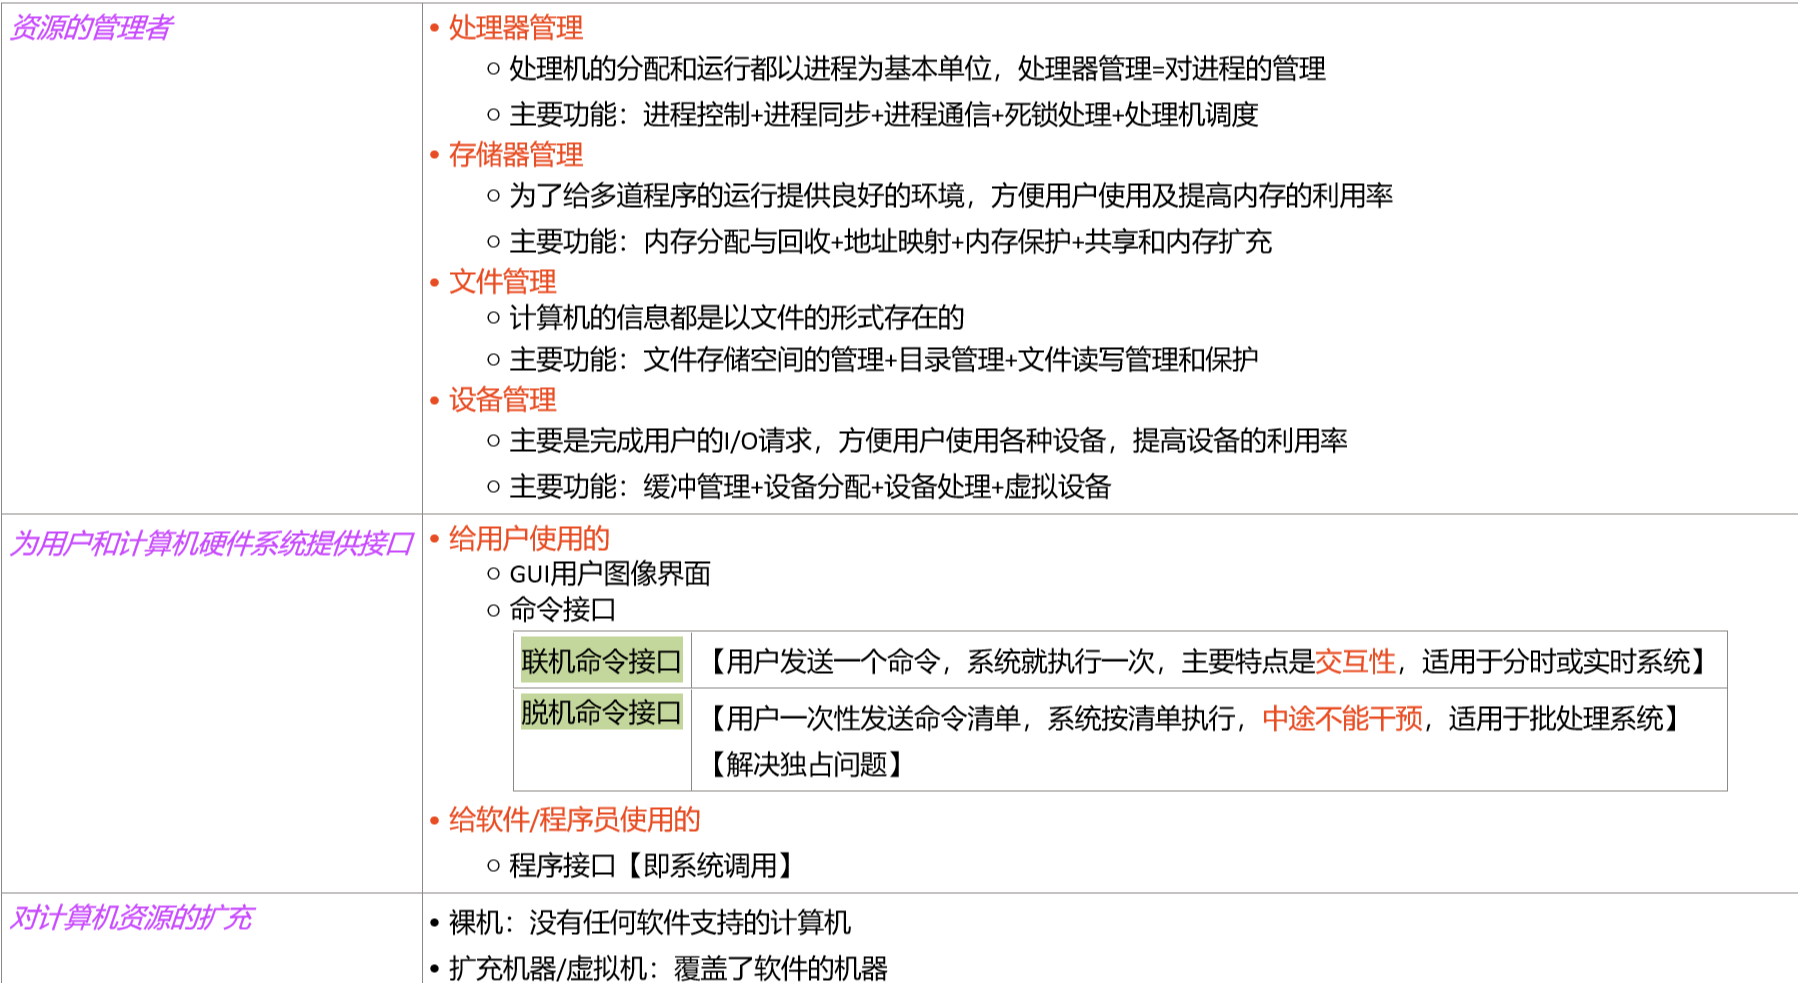 资源的管理者
• 处理器管理
○ 处理机的分配和运行都以进程为基本单位，处理器管理=对进程的管理
○ 主要功能：进程控制+进程同步+进程通信+死锁处理+处理机调度
• 存储器管理
○ 为了给多道程序的运行提供良好的环境，方便用户使用及提高内存的利用率
○ 主要功能：内存分配与回收+地址映射+内存保护+共享和内存扩充
• 文件管理
○ 计算机的信息都是以文件的形式存在的
○ 主要功能：文件存储空间的管理+目录管理+文件读写管理和保护
• 设备管理
○ 主要是完成用户的I/O请求，方便用户使用各种设备，提高设备的利用率
○ 主要功能：缓冲管理+设备分配+设备处理+虚拟设备
为用户和计算机硬件系统提供接口
• 给用户使用的
○ GUI用户图像界面
○ 命令接口
联机命令接口 【用户发送一个命令，系统就执行一次，主要特点是交互性，适用于分时或实时系统】
脱机命令接口 【用户一次性发送命令清单，系统按清单执行，中途不能干预，适用于批处理系统】
【解决独占问题】
• 给软件/程序员使用的
○ 程序接口【即系统调用】
对计算机资源的扩充
• 裸机：没有任何软件支持的计算机
• 扩充机器/虚拟机：覆盖了软件的机器